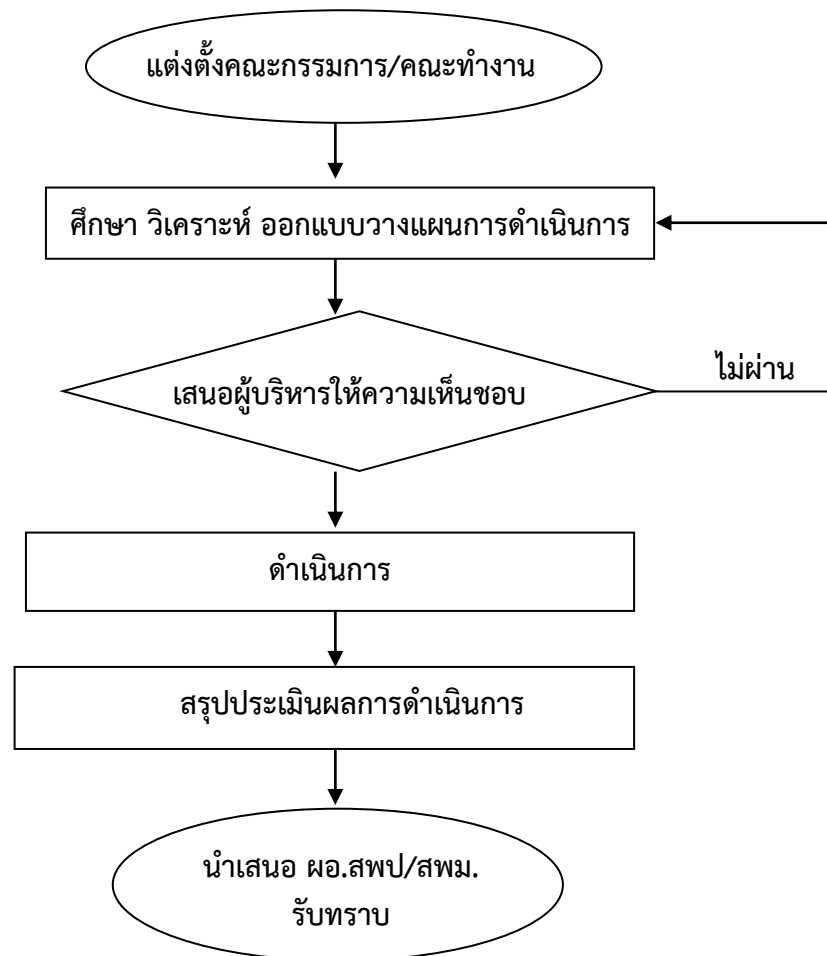 แต่งตั้งคณะกรรมการ/คณะทำงาน
ศึกษา วิเคราะห์ ออกแบบวางแผนการดำเนินการ
ไม่ผ่าน
เสนอผู้บริหารให้ความเห็นชอบ
ดำเนินการ
สรุปประเมินผลการดำเนินการ
นำเสนอ ผอ.สพป/สพม.
รับทราบ